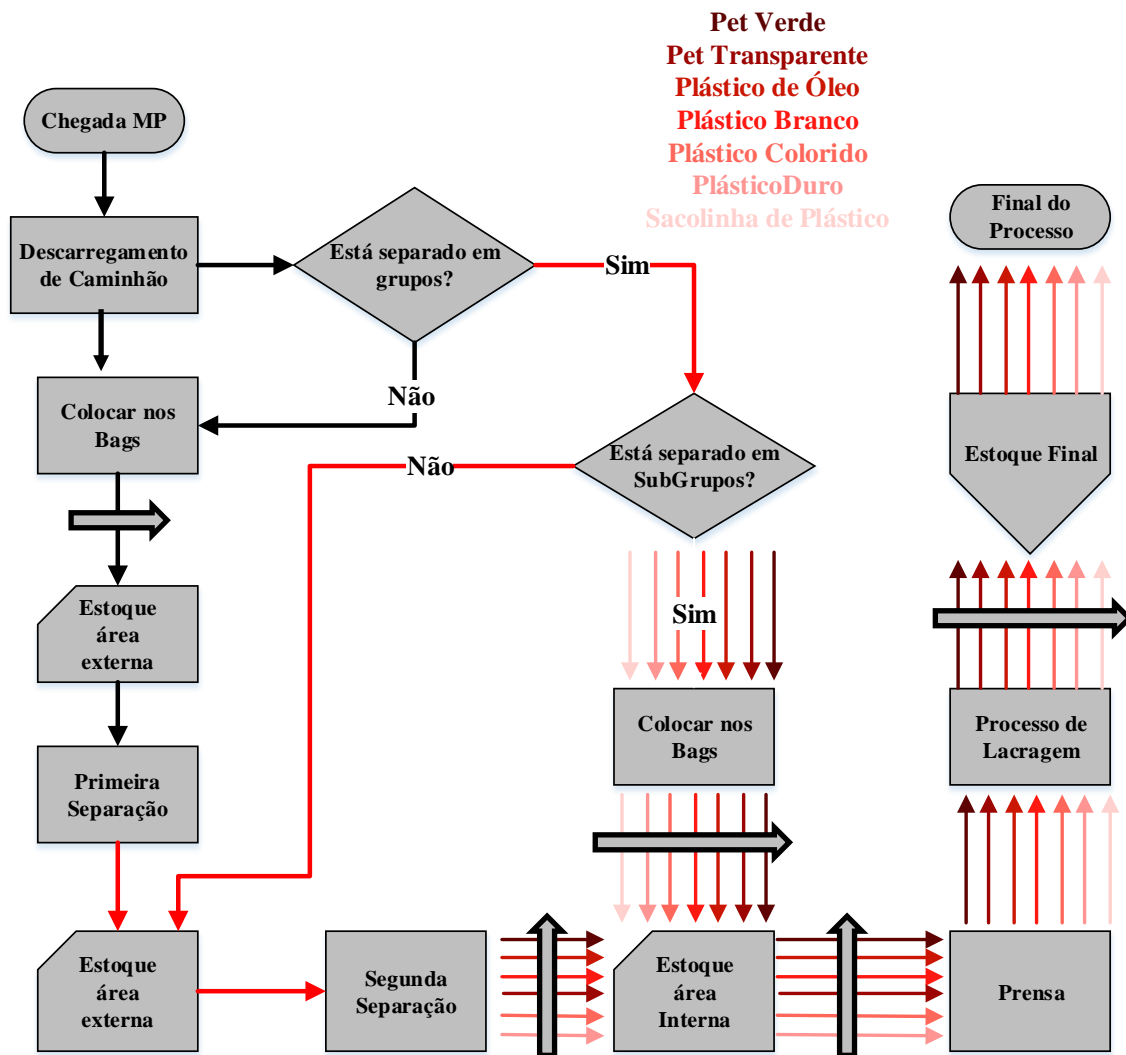 Pet Verde
Pet Transparente
Plástico de Óleo
Plástico Branco
Plástico Colorido
PlásticoDuro
Sacolinha de Plástico
Chegada MP
Descarregamento
de Caminhão
Está separado em
grupos?
Sim
Não
Colocar nos
Bags
Não
Está separado em
SubGrupos?
Sim
Estoque
área
externa
Primeira
Separação
Estoque
área
externa
Segunda
Separação
Colocar nos
Bags
Estoque
área
Interna
Prensa
Processo de
Lacragem
Estoque Final
Final do
Processo